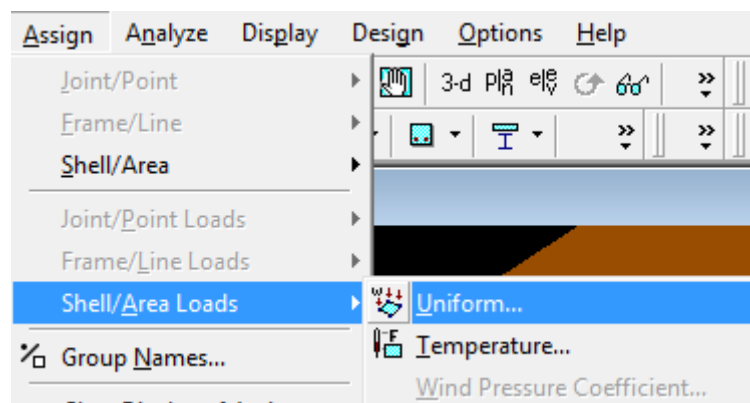 Assign Analyze Display Design Options Help
Joint/Point
3-d
Frame/Line
Shell/Area
Joint/Point Loads
Frame/Line Loads
Shell/Area Loads
Uniform...
Temperature...
Group Names...
Wind Pressure Coefficient...